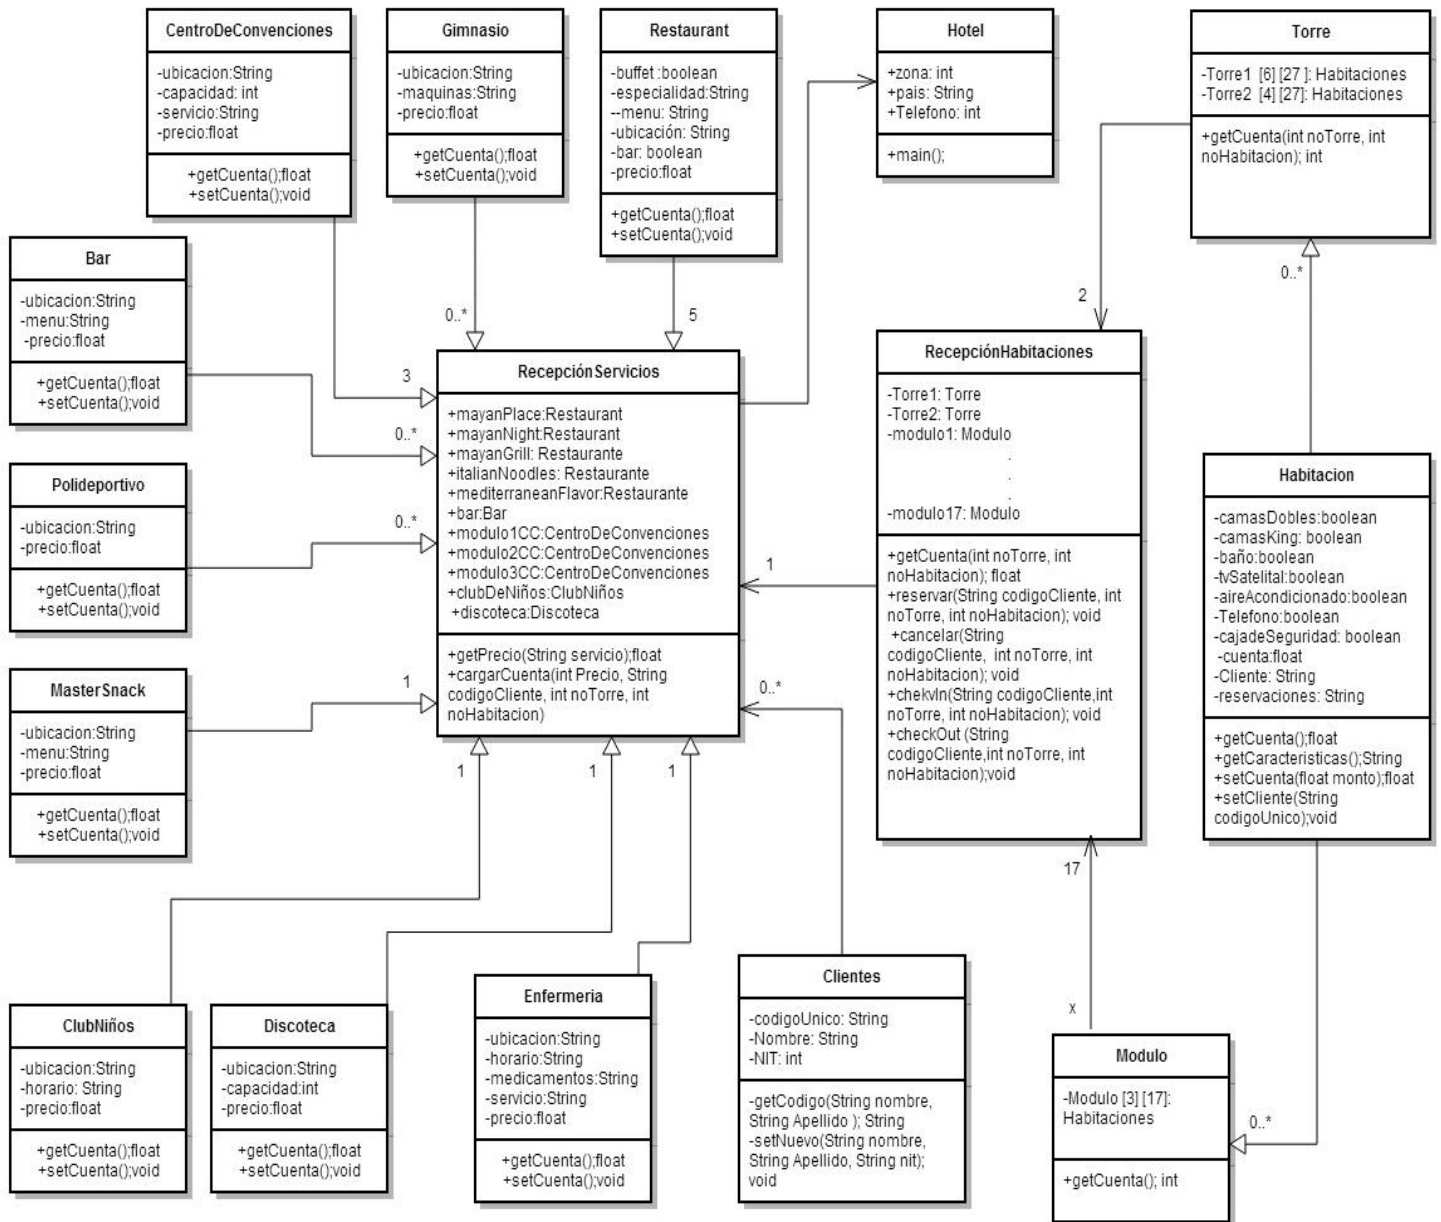 CentroDeConvenciones
-ubicacion:String
-capacidad: int
-servicio:String
-precio:float
+getCuenta();float
+setCuenta();void
Gimnasio
-ubicacion:String
-maquinas:String
-precio:float
+getCuenta();float
+setCuenta();void
Restaurant
-buffet :boolean
-especialidad:String
--menu: String
-ubicación: String
-bar: boolean
-precio:float
+getCuenta();float
+setCuenta();void
Hotel
+zona: int
+pais: String
+Telefono: int
+main();
Torre
-Torre1 [6] [27 ]: Habitaciones
-Torre2 [4] [27]: Habitaciones
+getCuenta(int noTorre, int
noHabitacion); int
Bar
-ubicacion:String
-menu:String
-precio:float
+getCuenta();float
+setCuenta();void
0..*
5
2
0..*
3
0..*
0..*
1
RecepciónServicios
+mayanPlace:Restaurant
+mayanNight:Restaurant
+mayanGrill: Restaurante
+italianNoodles: Restaurante
+mediterraneanFlavor:Restaurante
+bar:Bar
+modulo1CC:CentroDeConvenciones
+modulo2CC:CentroDeConvenciones
+modulo3CC:CentroDeConvenciones
+clubDeNiños:ClubNiños
+discoteca:Discoteca
+getPrecio(String servicio);float
+cargarCuenta(int Precio, String
codigoCliente, int noTorre, int
noHabitacion)
1
0..*
RecepciónHabitaciones
-Torre1: Torre
-Torre2: Torre
-modulo1: Modulo
.
.
.
-modulo17: Modulo
+getCuenta(int noTorre, int
noHabitacion); float
+reservar(String codigoCliente, int
noTorre, int noHabitacion); void
+cancelar(String
codigoCliente, int noTorre, int
noHabitacion); void
+chekvIn(String codigoCliente,int
noTorre, int noHabitacion); void
+checkOut (String
codigoCliente,int noTorre, int
noHabitacion);void
Habitacion
-camasDobles:boolean
-camasKing: boolean
-baño:boolean
-tvSatelital:boolean
-aireAcondicionado:boolean
-Telefono:boolean
-cajadeSeguridad: boolean
-cuenta:float
-Cliente: String
-reservaciones: String
+getCuenta();float
+getCaracteristicas();String
+setCuenta(float monto);float
+setCliente(String
codigoUnico);void
Polideportivo
-ubicacion:String
-precio:float
+getCuenta();float
+setCuenta();void
MasterSnack
-ubicacion:String
-menu:String
-precio:float
+getCuenta();float
+setCuenta();void
1
1
1
17
x
0..*
ClubNiños
-ubicacion:String
-horario: String
-precio:float
+getCuenta();float
+setCuenta();void
Discoteca
-ubicacion:String
-capacidad:int
-precio:float
+getCuenta();float
+setCuenta();void
Enfermeria
-ubicacion:String
-horario:String
-medicamentos:String
-servicio:String
-precio:float
+getCuenta();float
+setCuenta();void
Clientes
-codigoUnico: String
-Nombre: String
-NIT: int
-getCodigo(String nombre,
String Apellido ); String
-setNuevo(String nombre,
String Apellido, String nit);
void
Modulo
-Modulo [3] [17]:
Habitaciones
+getCuenta(); int